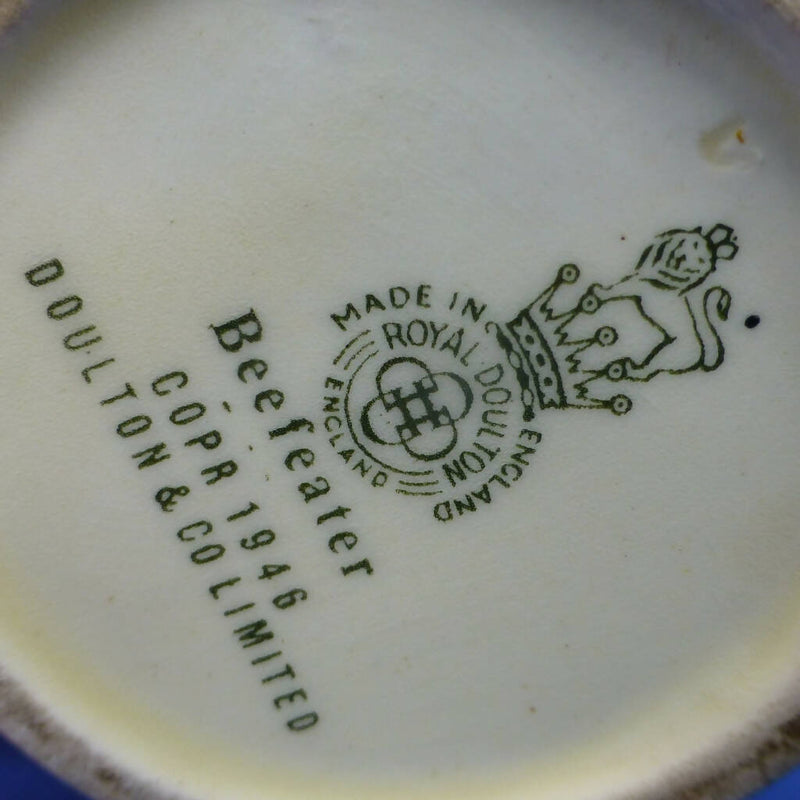 MADE IN ENGLAND
ROYAL DOULTON
ENGLAND
Beefeater
COPR 1946
DOULTON & CO LIMITED